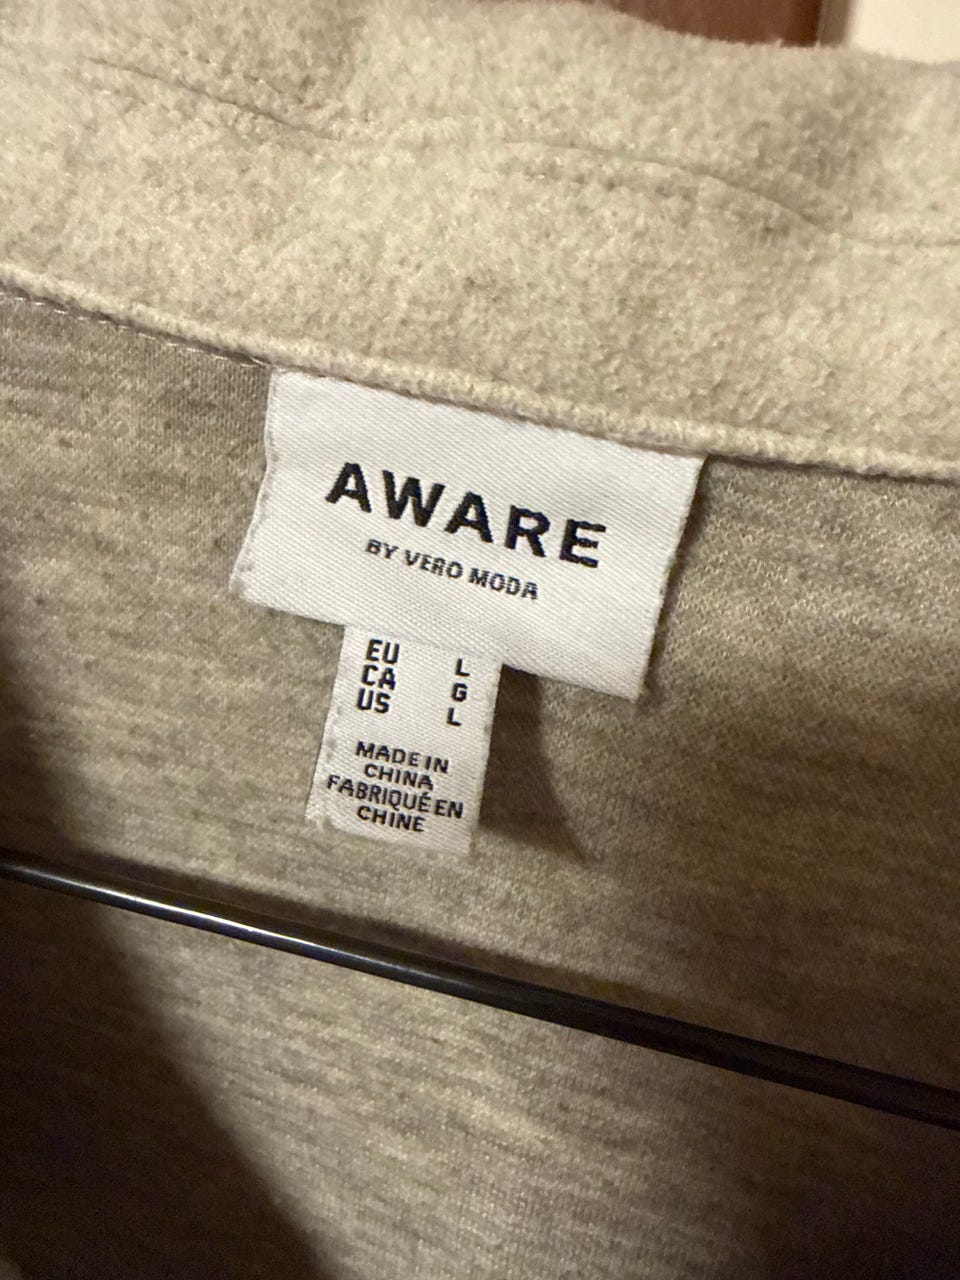 AWARE
BY VERO MODA
EU L
CA G
US L
MADE IN
CHINA
FABRIQUÉ EN
CHINE